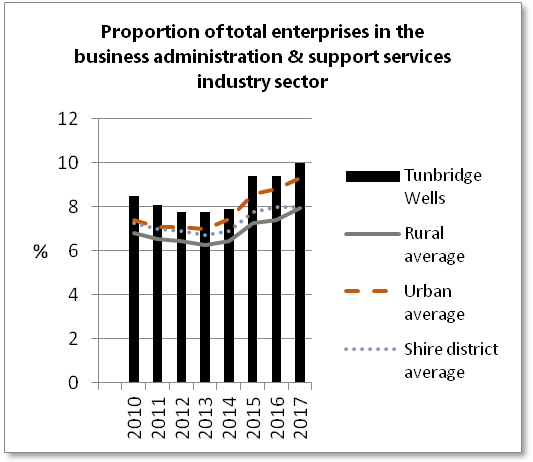 Proportion of total enterprises in the
business administration & support services
industry sector
12
10
8
6
4
2
0
%
2010
2011
2012
2013
2014
2015
2016
2017
Tunbridge
Wells
Rural
average
Urban
average
Shire district
average